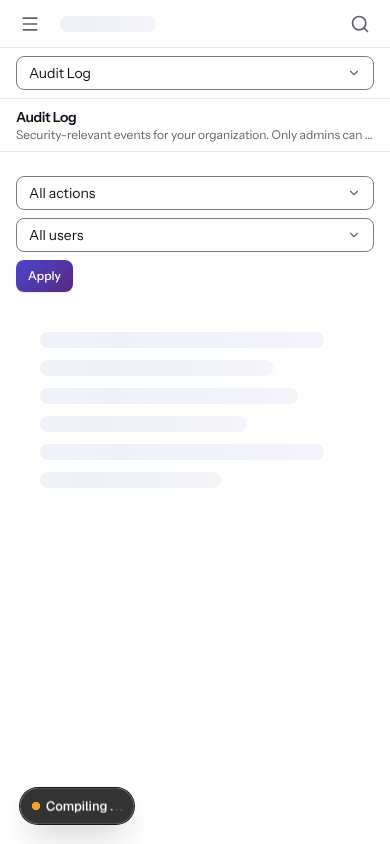 Audit Log
Audit Log
Security-relevant events for your organization. Only admins can ...
All actions
All users
Apply
Compiling ...